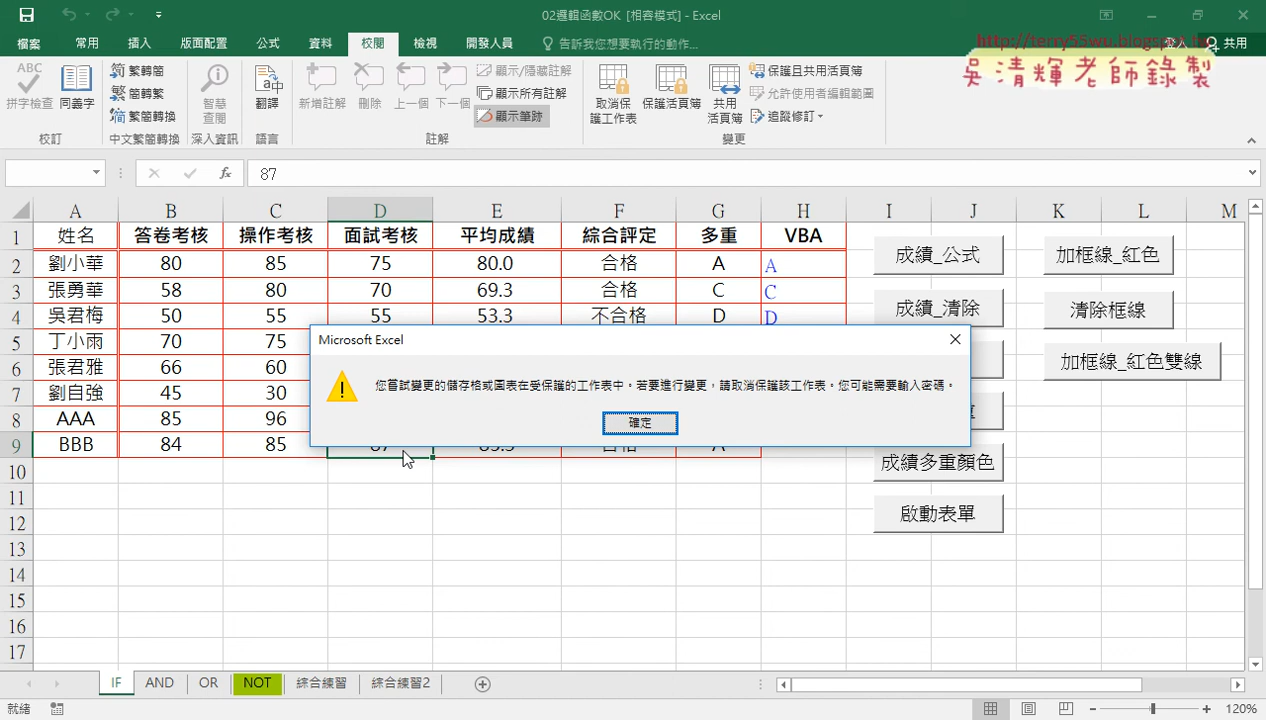 02邏輯函數OK [相容模式] - Excel
檔案 常用 插入 版面配置 公式 資料 校閱 檢視 開發人員 告訴我您想要執行的動作... 登入 共用
http://terry55wu.blogspot.tw
吳清輝老師錄製
ABC 拼字檢查 同義字 校訂
繁轉簡
簡轉繁
繁簡轉換
中文繁簡轉換
智慧查閱 深入資訊
翻譯 語言
新增註解 刪除 上一個 下一個
顯示/隱藏註解
顯示所有註解
顯示筆跡
註解
取消保護工作表 保護活頁簿 共用活頁簿
保護且共用活頁簿
允許使用者編輯範圍
追蹤修訂
變更
fx 87
A B C D E F G H I J K L M
1 姓名 答卷考核 操作考核 面試考核 平均成績 綜合評定 多重 VBA
2 劉小華 80 85 75 80.0 合格 A A
3 張勇華 58 80 70 69.3 合格 C C
4 吳君梅 50 55 55 53.3 不合格 D D
5 丁小雨 70 75
6 張君雅 66 60
7 劉自強 45 30
8 AAA 85 96
9 BBB 84 85
10
11
12
13
14
15
16
17
成績_公式 加框線_紅色
成績_清除 清除框線
加框線_紅色雙線
成績多重顏色
啟動表單
Microsoft Excel
您嘗試變更的儲存格或圖表在受保護的工作表中。若要進行變更，請取消保護該工作表。您可能需要輸入密碼。
確定
IF AND OR NOT 綜合練習 綜合練習2
就緒 120%